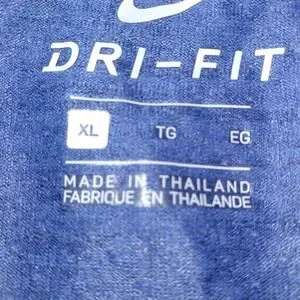 DRI-FIT
XL TG EG
MADE IN THAILAND
FABRIQUE EN THAILANDE